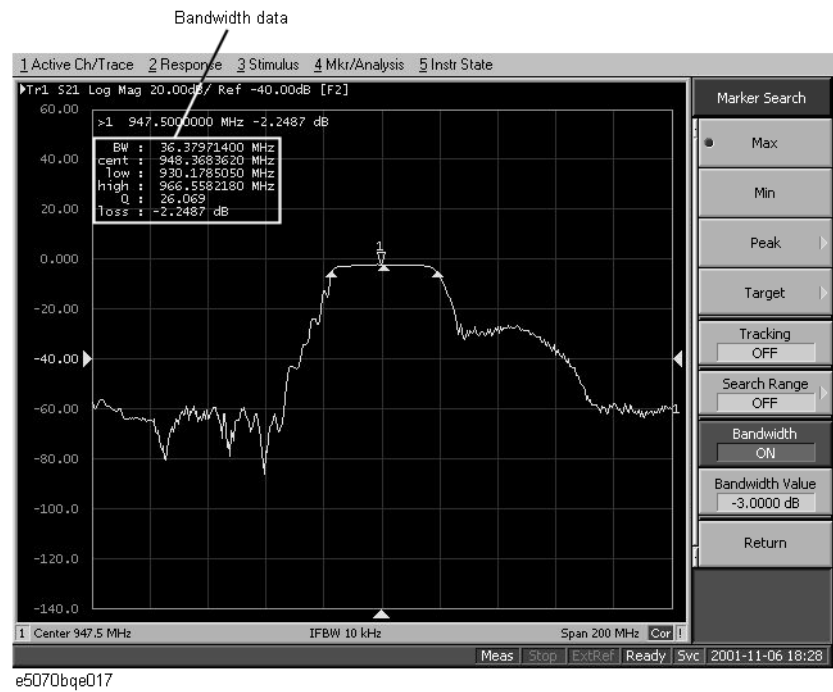 Bandwidth data
1 Active Ch/Trace 2 Response 3 Stimulus 4 Mkr/Analysis 5 Instr State
Tr1 S21 Log Mag 20.00dB/ Ref -40.00dB [F2]
60.00
>1 947.5000000 MHz -2.2487 dB
BW : 36.37971400 MHz
cent : 948.3683620 MHz
low : 930.1785050 MHz
high : 966.5582180 MHz
Q : 26.069
loss : -2.2487 dB
40.00
20.00
0.000
-20.00
-40.00
-60.00
-80.00
-100.0
-120.0
-140.0
1
1
1 Center 947.5 MHz IFBW 10 kHz Span 200 MHz Cor !
Marker Search
Max
Min
Peak
Target
Tracking
OFF
Search Range
OFF
Bandwidth
ON
Bandwidth Value
-3.0000 dB
Return
Meas Stop ExtRef Ready Svc 2001-11-06 18:28
e5070bqe017